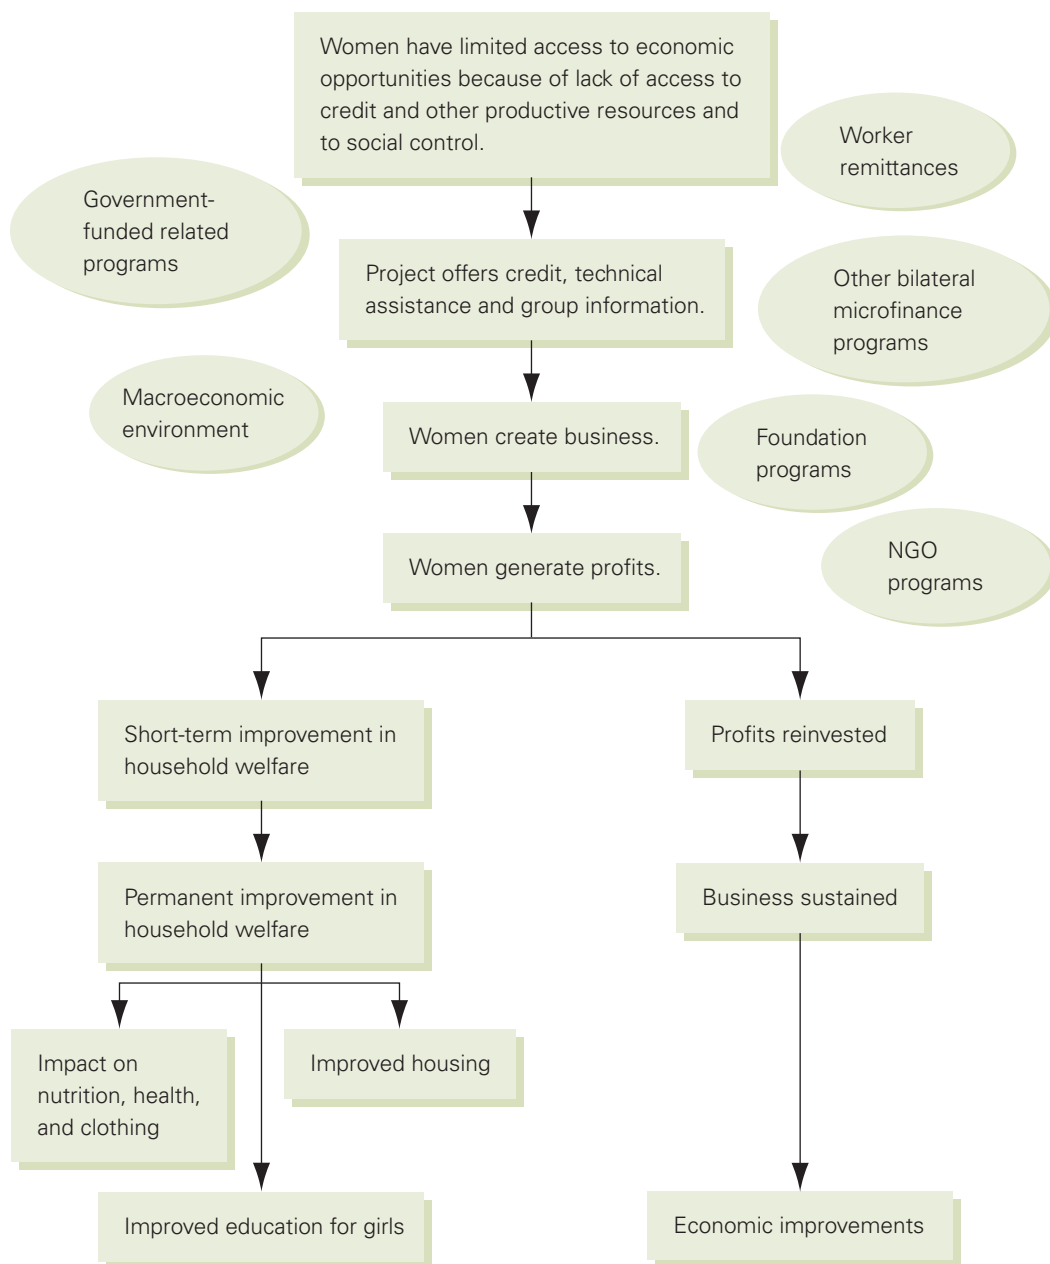 Women have limited access to economic
opportunities because of lack of access to
credit and other productive resources and
to social control.
Worker
remittances
Government-
funded related
programs
Project offers credit, technical
assistance and group information.
Other bilateral
microfinance
programs
Macroeconomic
environment
Women create business.
Foundation
programs
Women generate profits.
NGO
programs
Short-term improvement in
household welfare
Profits reinvested
Permanent improvement in
household welfare
Business sustained
Impact on
nutrition, health,
and clothing
Improved housing
Improved education for girls
Economic improvements